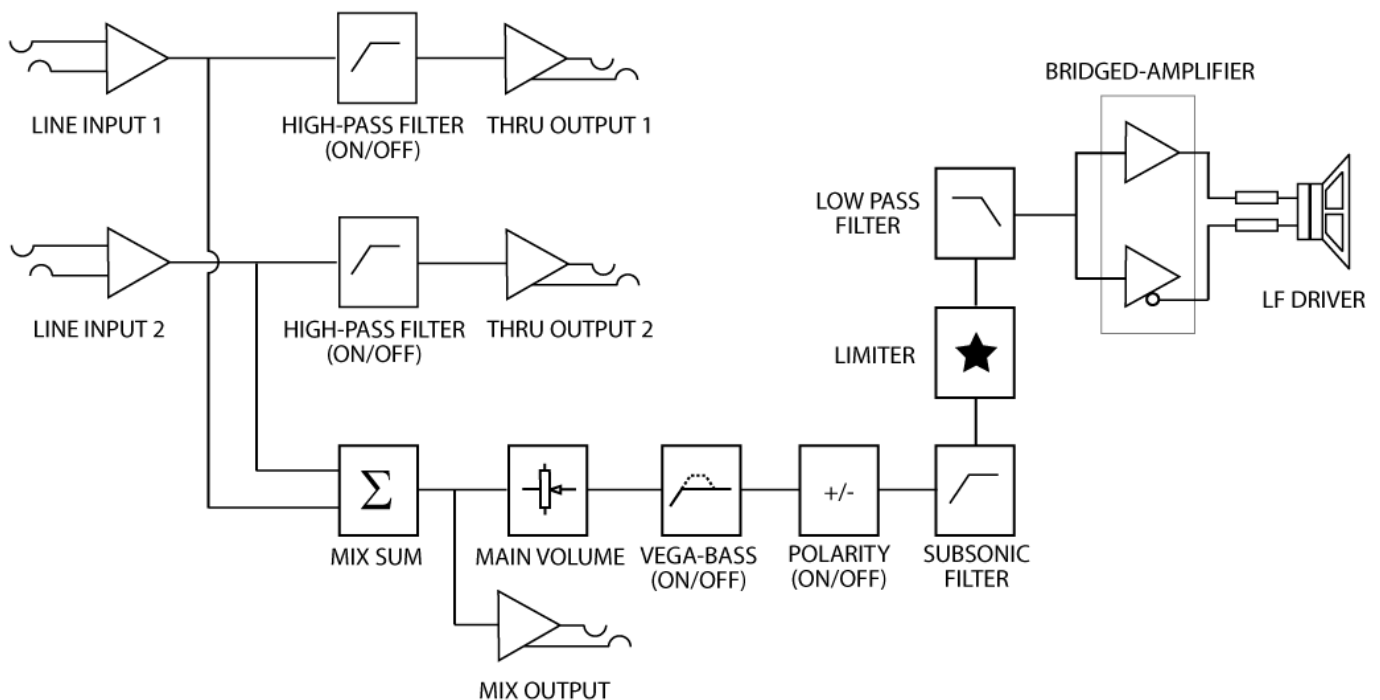 BRIDGED-AMPLIFIER
LINE INPUT 1
HIGH-PASS FILTER
(ON/OFF)
THRU OUTPUT 1
LOW PASS
FILTER
LF DRIVER
LINE INPUT 2
HIGH-PASS FILTER
(ON/OFF)
THRU OUTPUT 2
LIMITER
Σ
+/-
MIX SUM
MAIN VOLUME
VEGA-BASS
(ON/OFF)
POLARITY
(ON/OFF)
SUBSONIC
FILTER
MIX OUTPUT